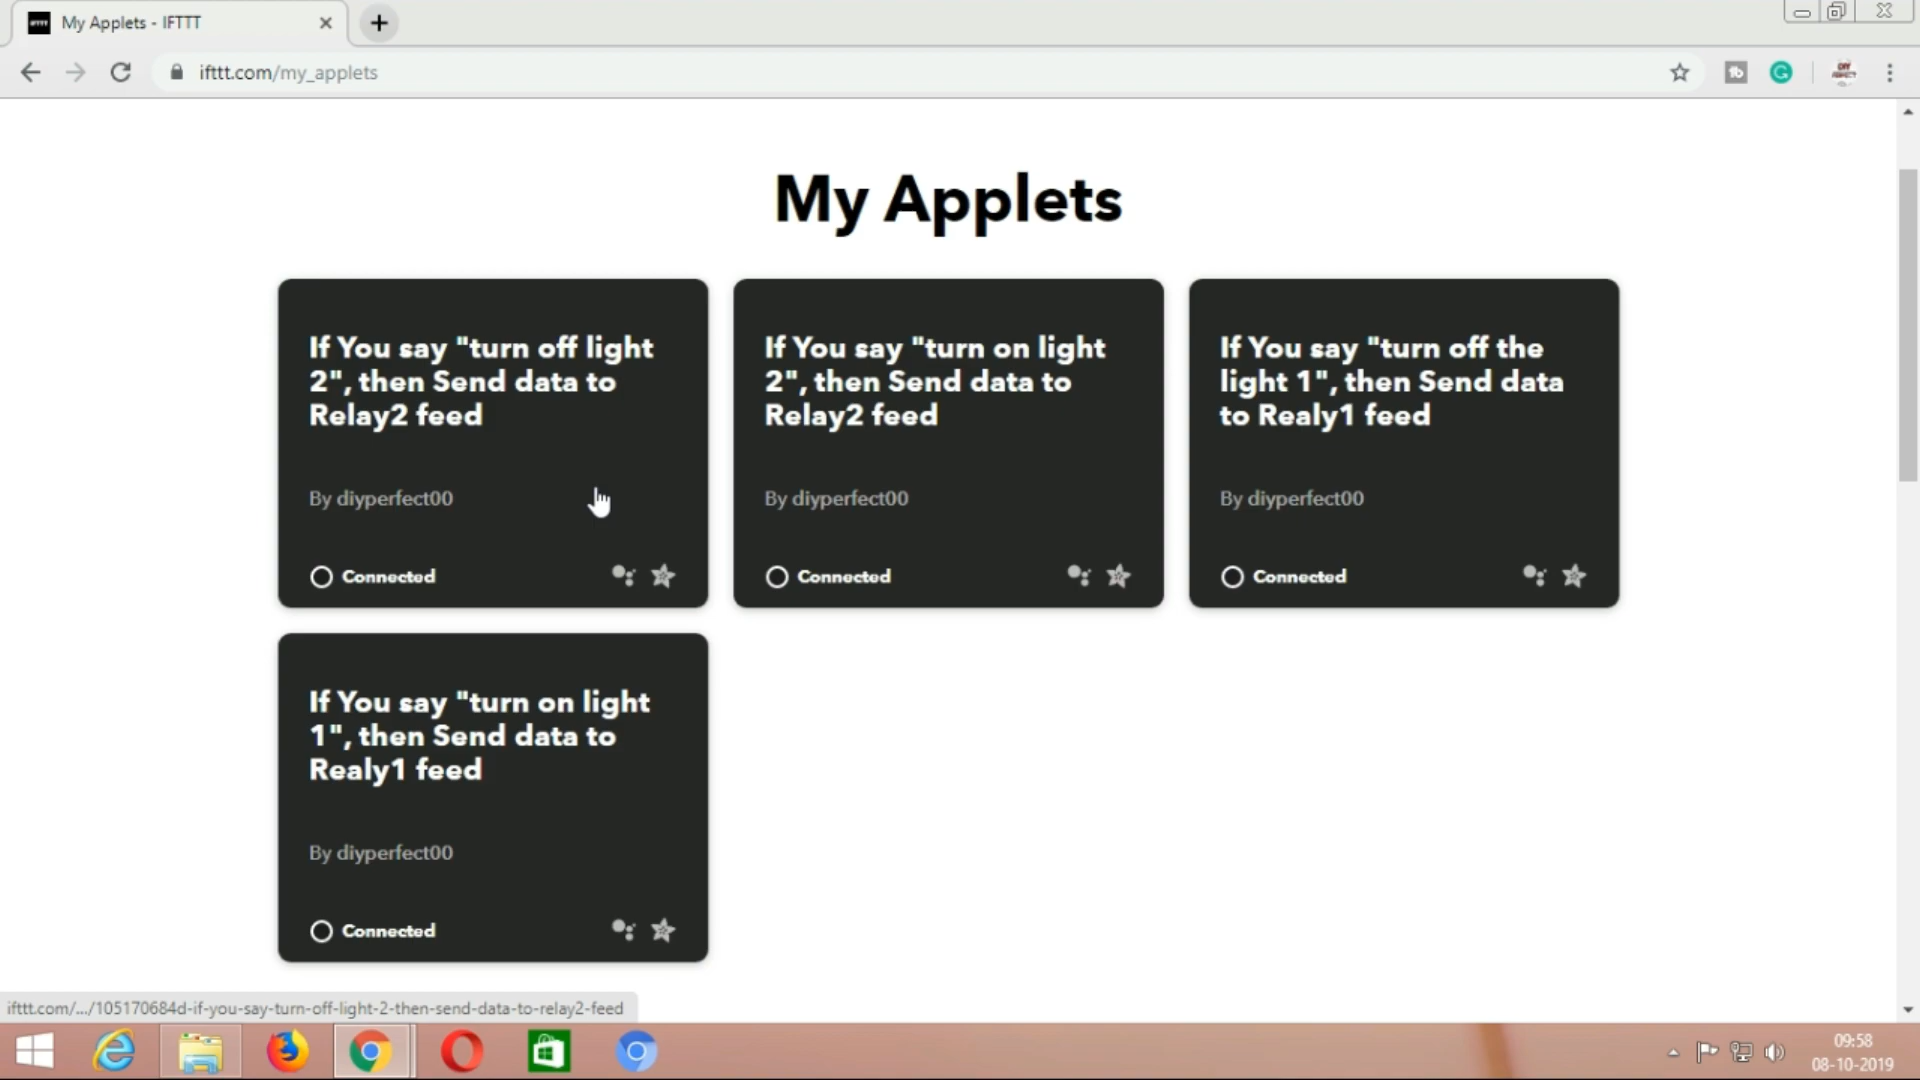 My Applets - IFTTT
ifttt.com/my_applets
My Applets
If You say "turn off light
2", then Send data to
Relay2 feed
By diyperfect00
Connected
If You say "turn on light
2", then Send data to
Relay2 feed
By diyperfect00
Connected
If You say "turn off the
light 1", then Send data
to Realy1 feed
By diyperfect00
Connected
If You say "turn on light
1", then Send data to
Realy1 feed
By diyperfect00
Connected
ifttt.com/.../105170684d-if-you-say-turn-off-light-2-then-send-data-to-relay2-feed
09:58
08-10-2019